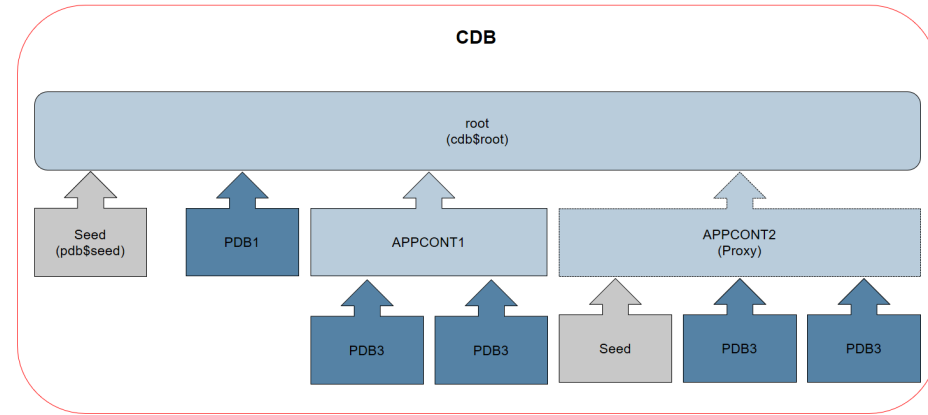 CDB
root
(cdb$root)
Seed
(pdb$seed)
PDB1
APPCONT1
APPCONT2
(Proxy)
PDB3
PDB3
Seed
PDB3
PDB3